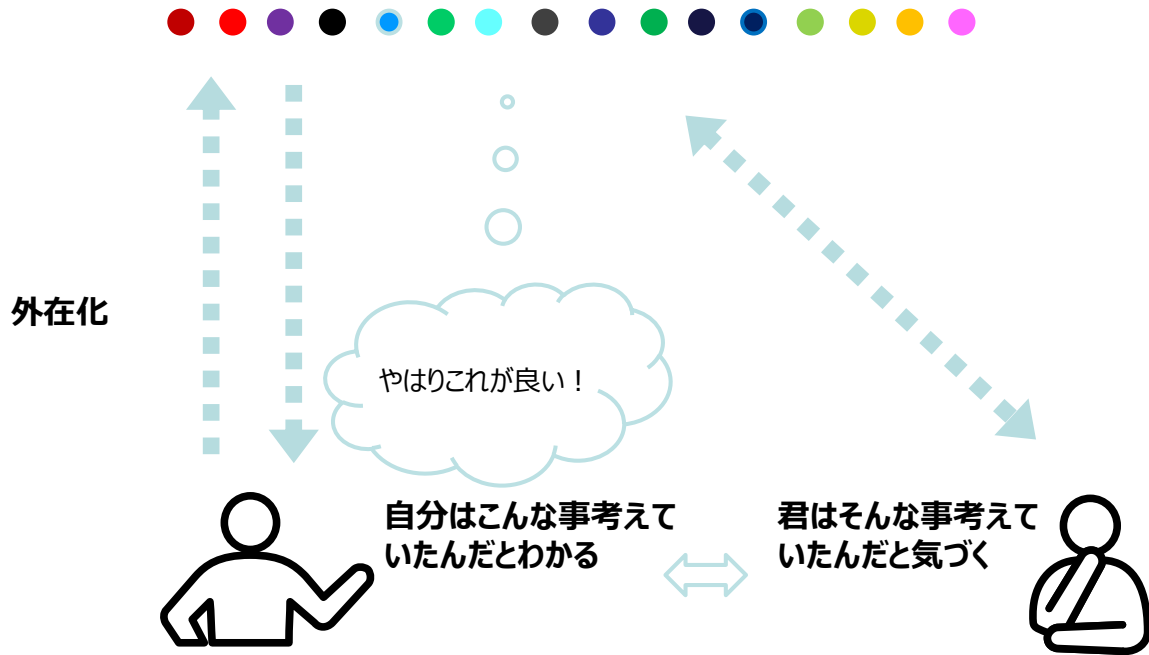 外在化
やはりこれが良い！
自分はこんな事考えて
いたんだとわかる
君はそんな事考えて
いたんだと気づく